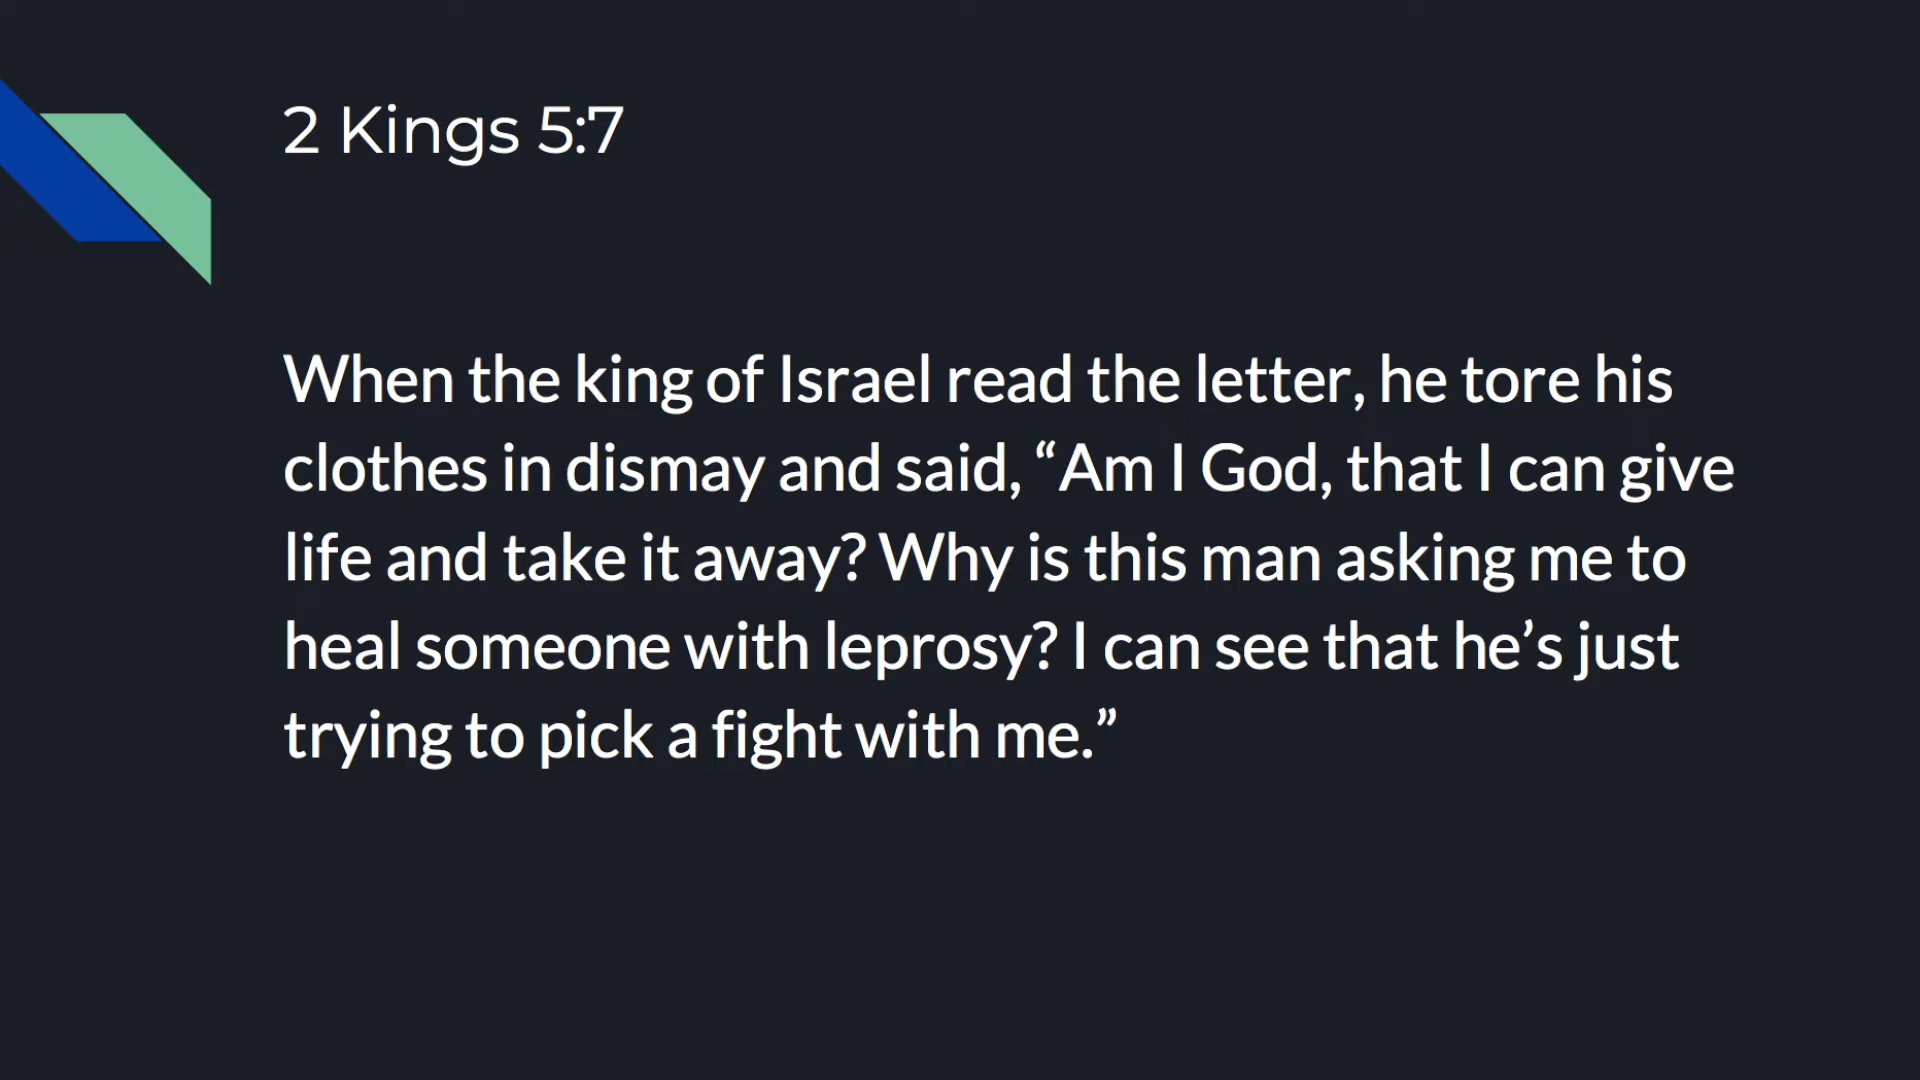 2 Kings 5:7
When the king of Israel read the letter, he tore his
clothes in dismay and said, “Am I God, that I can give
life and take it away? Why is this man asking me to
heal someone with leprosy? I can see that he’s just
trying to pick a fight with me.”